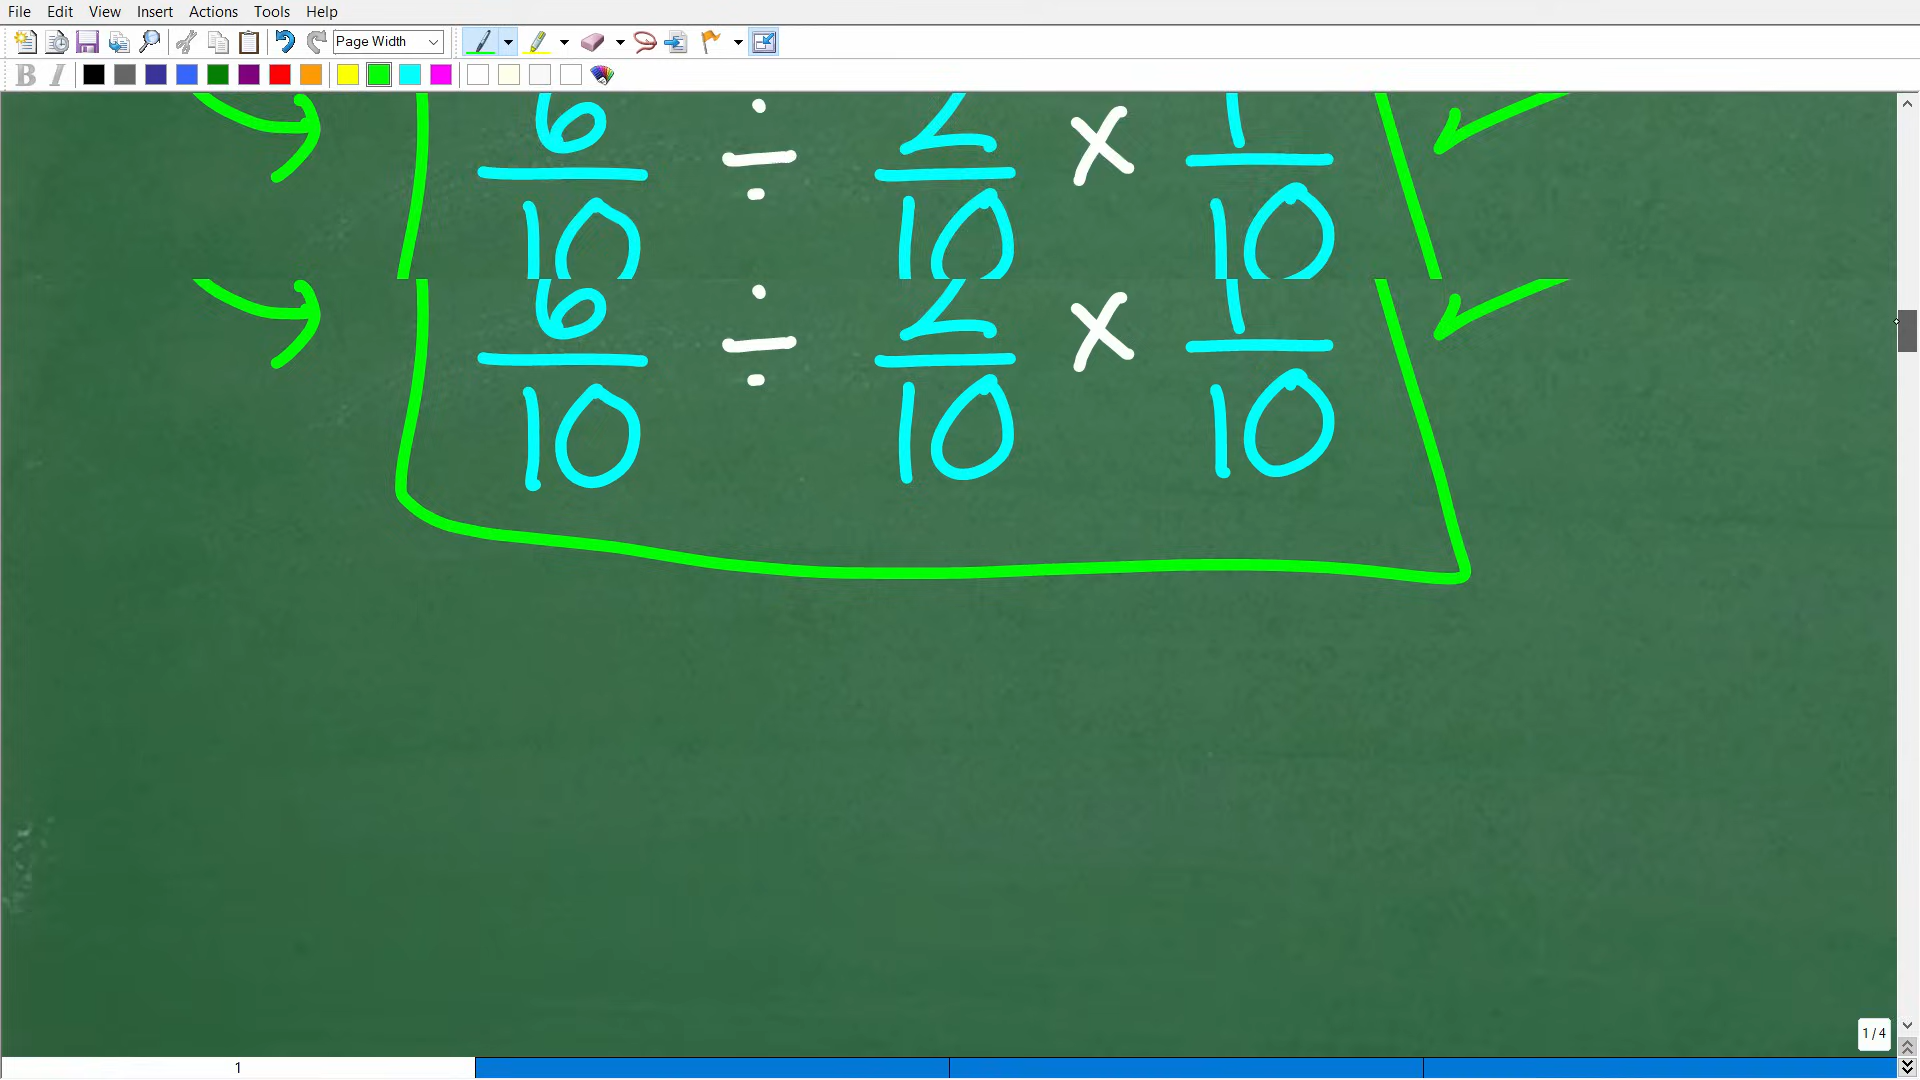 File Edit View Insert Actions Tools Help
Page Width
B I
6 ÷ 2 × 1
10 10 10
6 ÷ 2 × 1
10 10 10
1 / 4
1